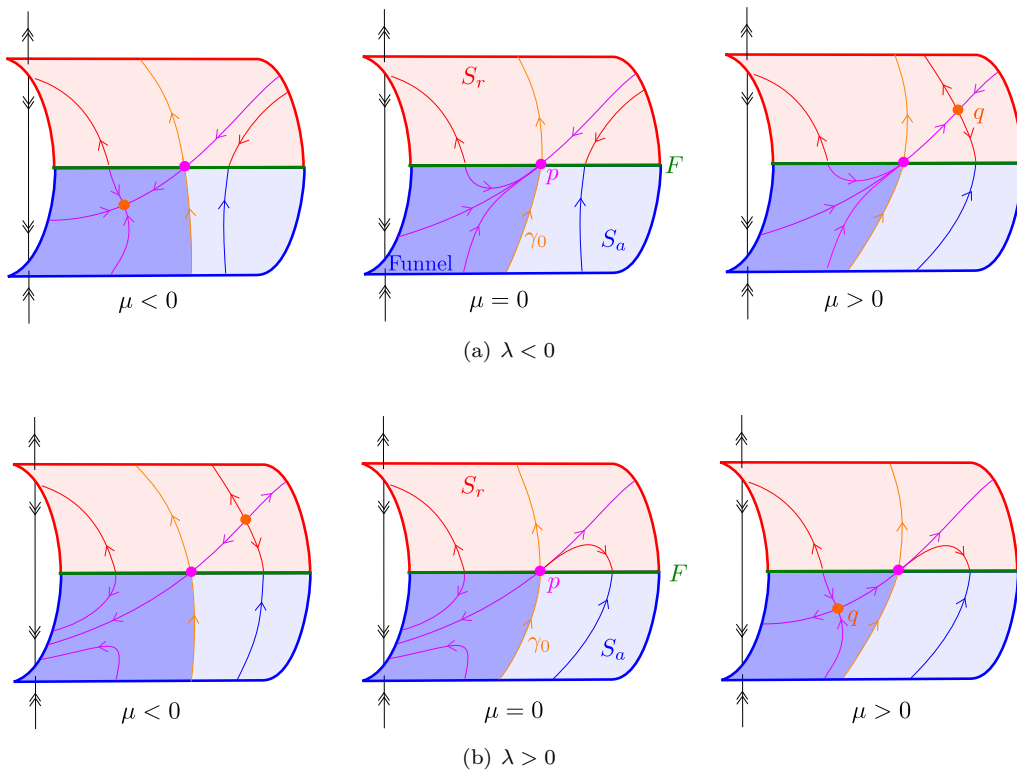 S_r
q
p
F
γ_0
S_a
Funnel
μ < 0
μ = 0
μ > 0
(a) λ < 0
S_r
p
F
q
γ_0
S_a
μ < 0
μ = 0
μ > 0
(b) λ > 0